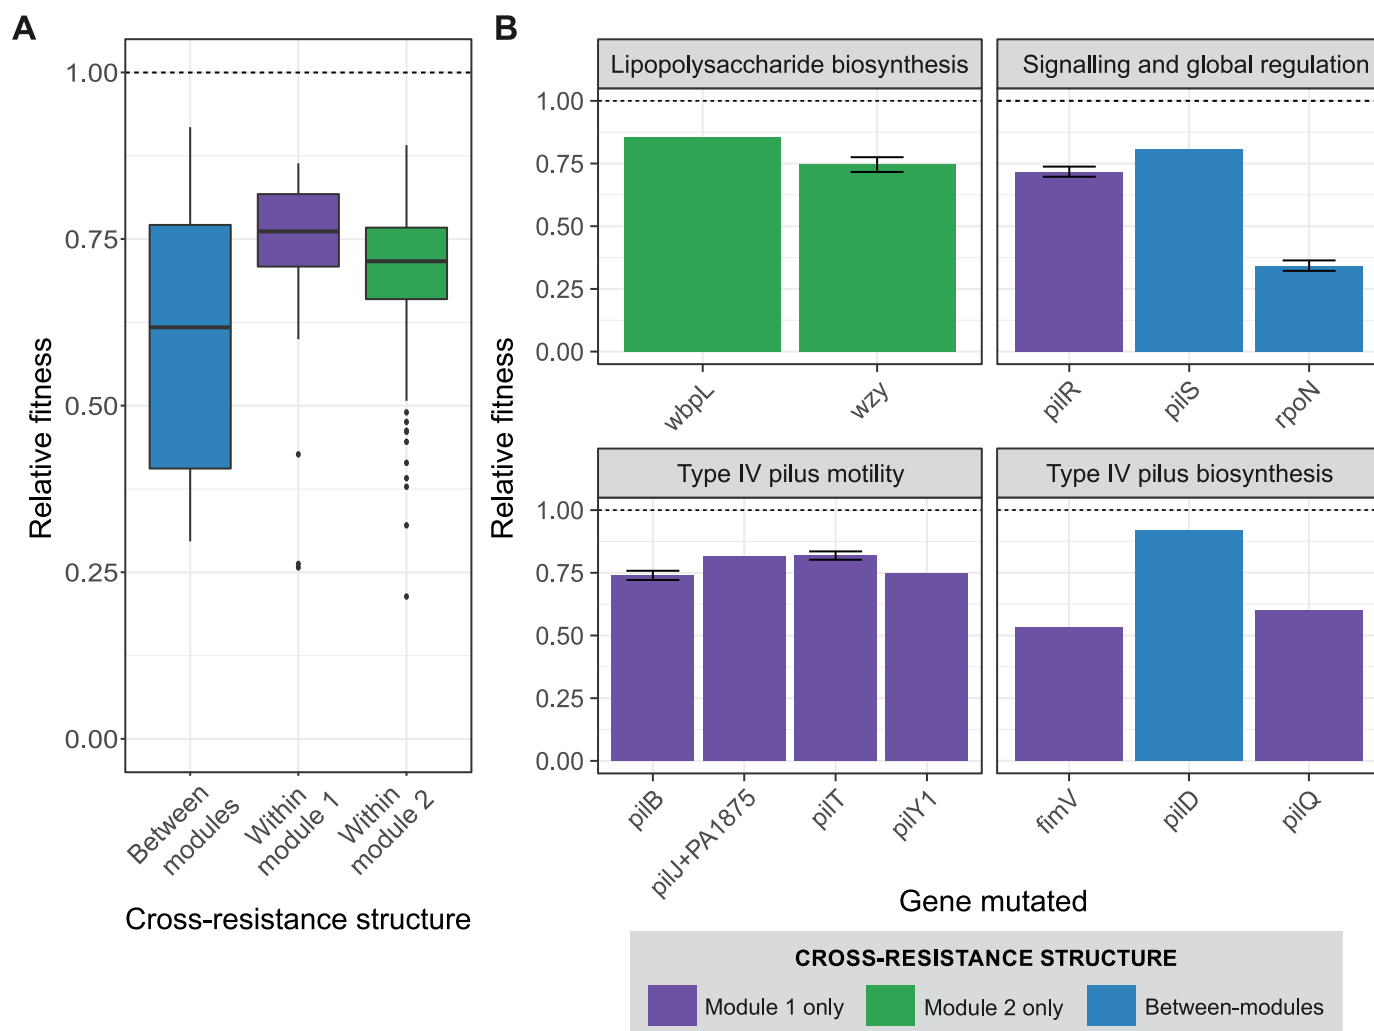 A
Relative fitness
1.00
0.75
0.50
0.25
0.00
Between
modules
Within
module 1
Within
module 2
Cross-resistance structure
B
Relative fitness
Lipopolysaccharide biosynthesis
1.00
0.75
0.50
0.25
0.00
wbpL
wzy
Signalling and global regulation
pilR
pilS
rpoN
Type IV pilus motility
1.00
0.75
0.50
0.25
0.00
pilB
pilJ+PA1875
pilT
pilY1
Type IV pilus biosynthesis
fimV
pilD
pilQ
Gene mutated
CROSS-RESISTANCE STRUCTURE
Module 1 only
Module 2 only
Between-modules